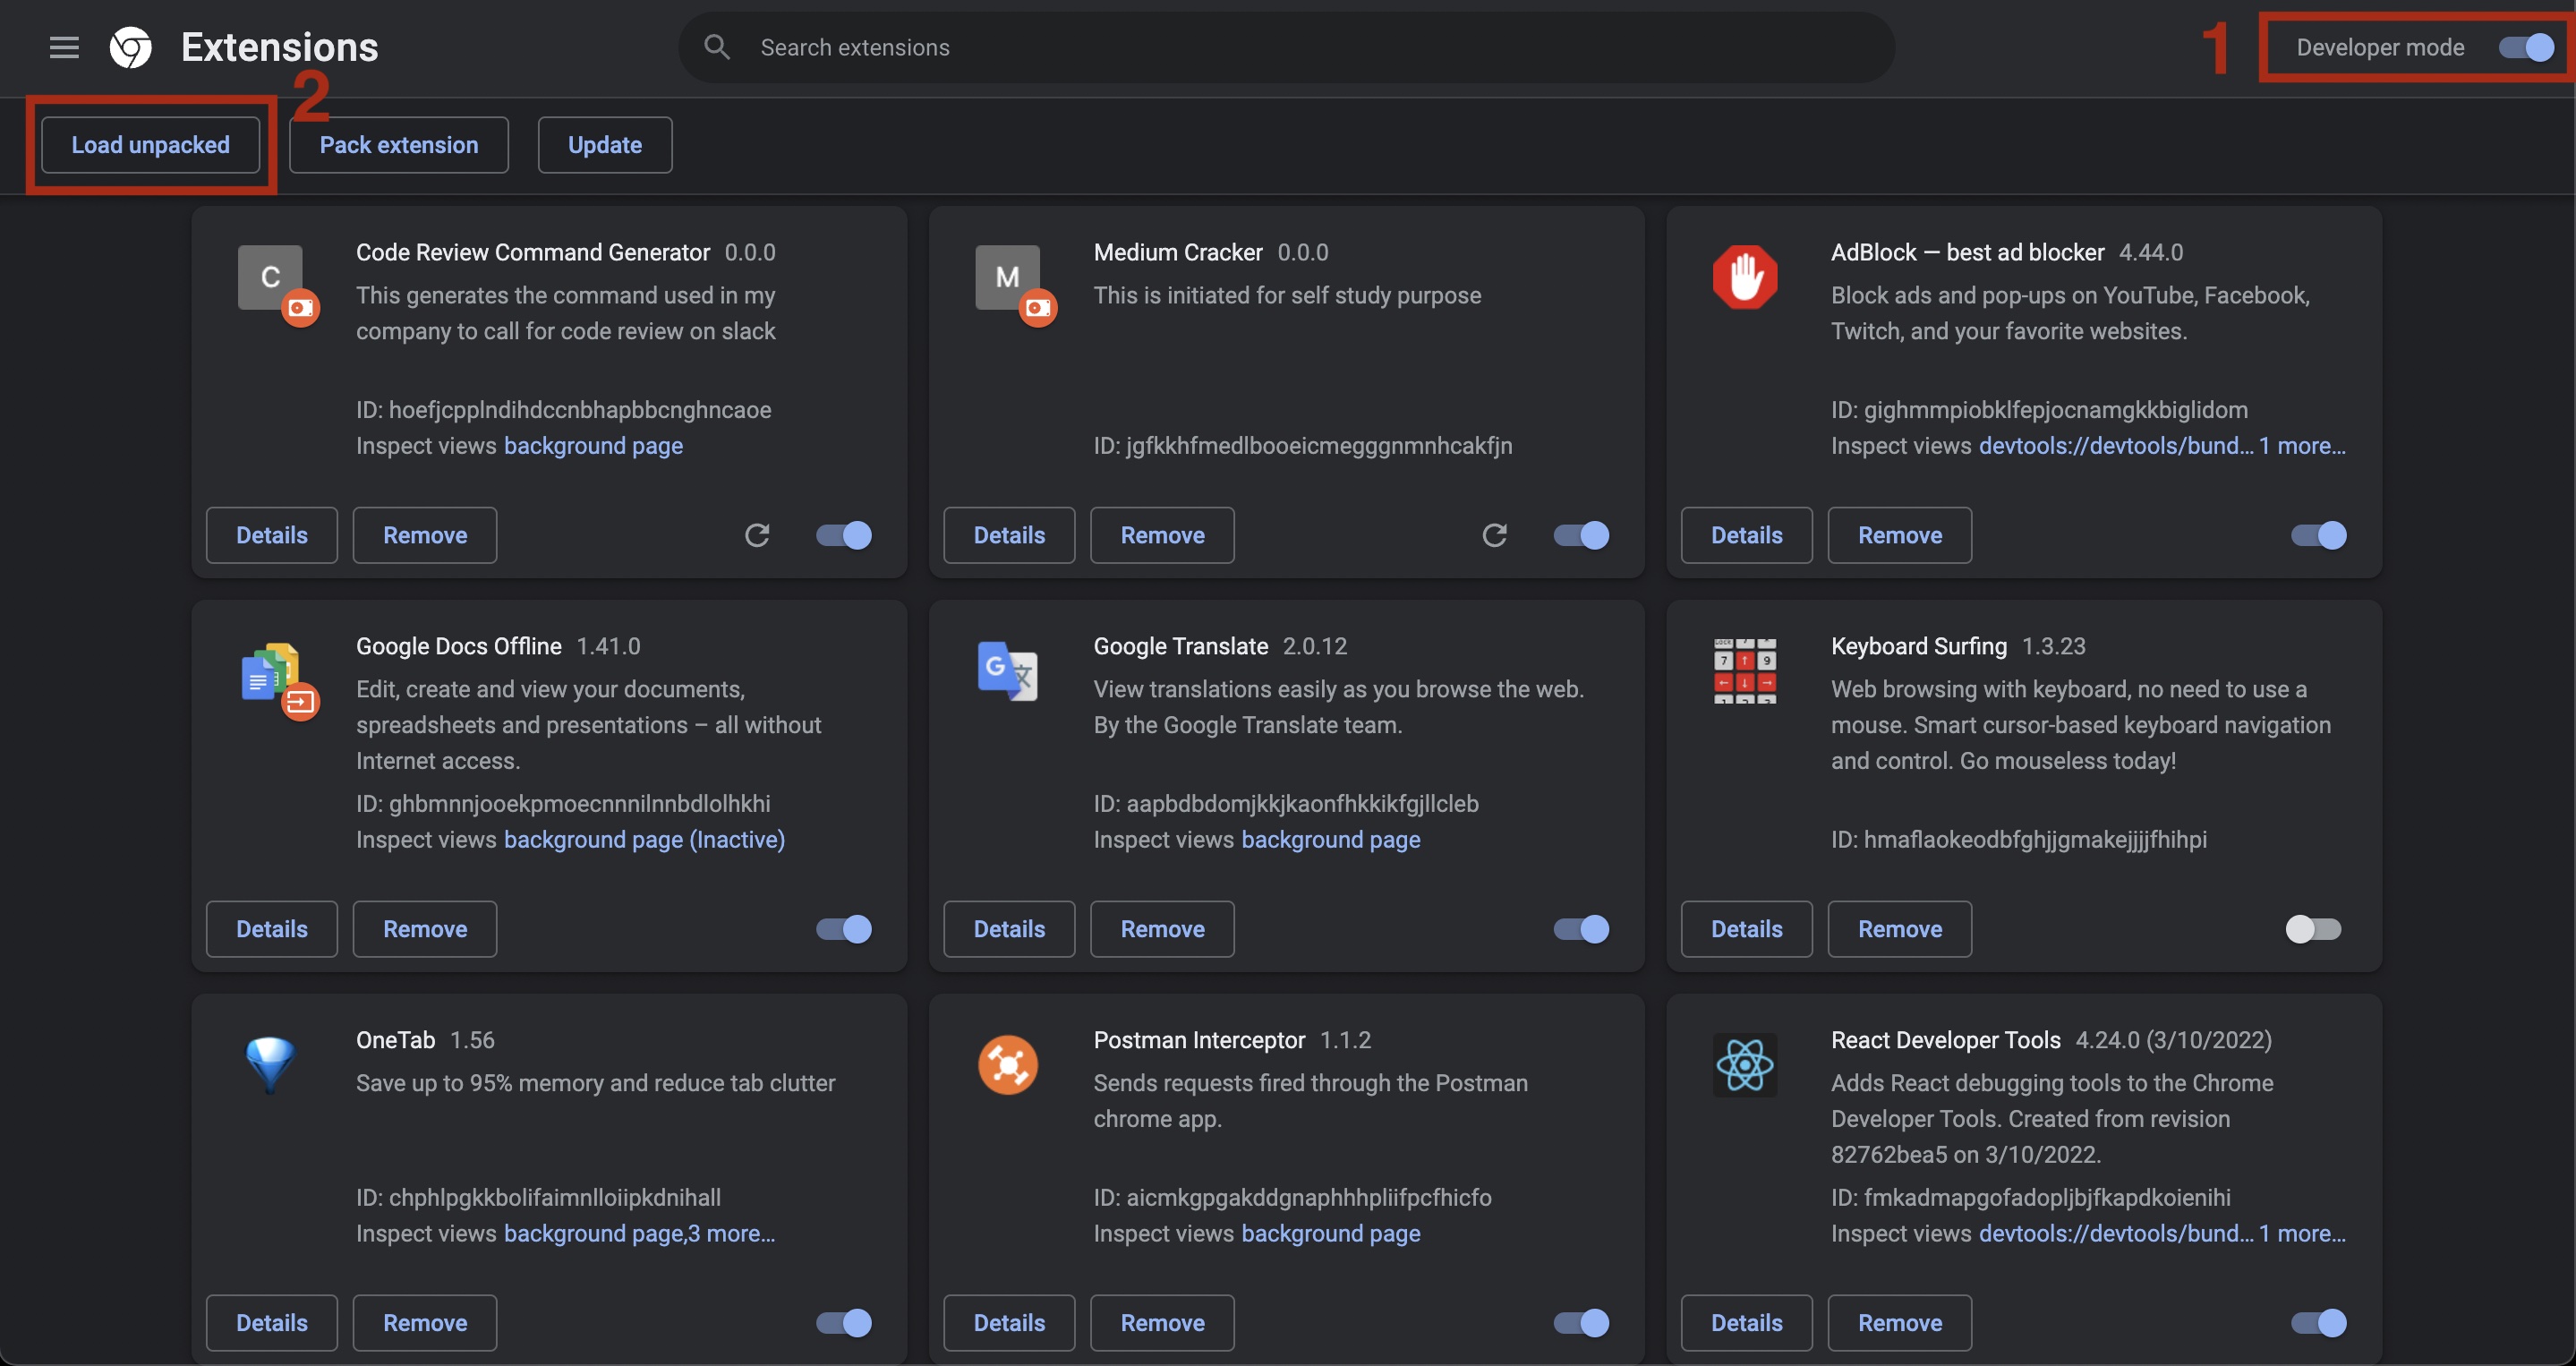 Extensions
Search extensions
1
Developer mode
2
Load unpacked
Pack extension
Update
C
Code Review Command Generator 0.0.0
This generates the command used in my
company to call for code review on slack
ID: hoefjcpplndihdccnbhapbbcnghncaoe
Inspect views background page
Details
Remove
M
Medium Cracker 0.0.0
This is initiated for self study purpose
ID: jgfkkhfmedlbooeicmegggnmnhcakfjn
Details
Remove
AdBlock — best ad blocker 4.44.0
Block ads and pop-ups on YouTube, Facebook,
Twitch, and your favorite websites.
ID: gighmmpiobklfepjocnamgkkbiglidom
Inspect views devtools://devtools/bund... 1 more...
Details
Remove
Google Docs Offline 1.41.0
Edit, create and view your documents,
spreadsheets and presentations – all without
Internet access.
ID: ghbmnnjooekpmoecnnnilnnbdlolhkhi
Inspect views background page (Inactive)
Details
Remove
G 文
Google Translate 2.0.12
View translations easily as you browse the web.
By the Google Translate team.
ID: aapbdbdomjkkjkaonfhkkikfgjllcleb
Inspect views background page
Details
Remove
7 ↑ 9
← ↓ →
Keyboard Surfing 1.3.23
Web browsing with keyboard, no need to use a
mouse. Smart cursor-based keyboard navigation
and control. Go mouseless today!
ID: hmaflaokeodbfghjjgmakejjjjfhihpi
Details
Remove
OneTab 1.56
Save up to 95% memory and reduce tab clutter
ID: chphlpgkkbolifaimnlloiipkdnihall
Inspect views background page,3 more...
Details
Remove
Postman Interceptor 1.1.2
Sends requests fired through the Postman
chrome app.
ID: aicmkgpgakddgnaphhhpliifpcfhicfo
Inspect views background page
Details
Remove
React Developer Tools 4.24.0 (3/10/2022)
Adds React debugging tools to the Chrome
Developer Tools. Created from revision
82762bea5 on 3/10/2022.
ID: fmkadmapgofadopljbjfkapdkoienihi
Inspect views devtools://devtools/bund... 1 more...
Details
Remove